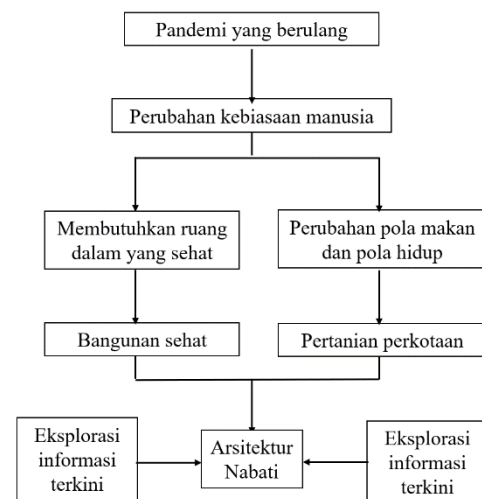 Pandemi yang berulang
Perubahan kebiasaan manusia
Membutuhkan ruang
dalam yang sehat
Perubahan pola makan
dan pola hidup
Bangunan sehat
Pertanian perkotaan
Eksplorasi
informasi
terkini
Arsitektur
Nabati
Eksplorasi
informasi
terkini